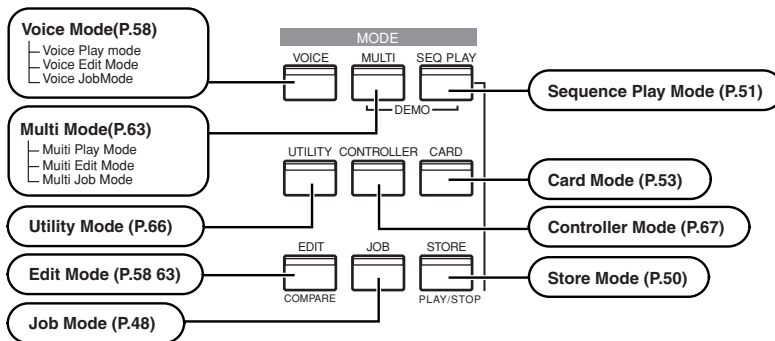 Voice Mode(P.58)
Voice Play mode
Voice Edit Mode
Voice JobMode
Multi Mode(P.63)
Muiti Play Mode
Muiti Edit Mode
Multi Job Mode
Utility Mode (P.66)
Edit Mode (P.58 63)
Job Mode (P.48)
MODE
VOICE MULTI SEQ PLAY
DEMO
UTILITY CONTROLLER CARD
EDIT JOB STORE
COMPARE PLAY/STOP
Sequence Play Mode (P.51)
Card Mode (P.53)
Controller Mode (P.67)
Store Mode (P.50)